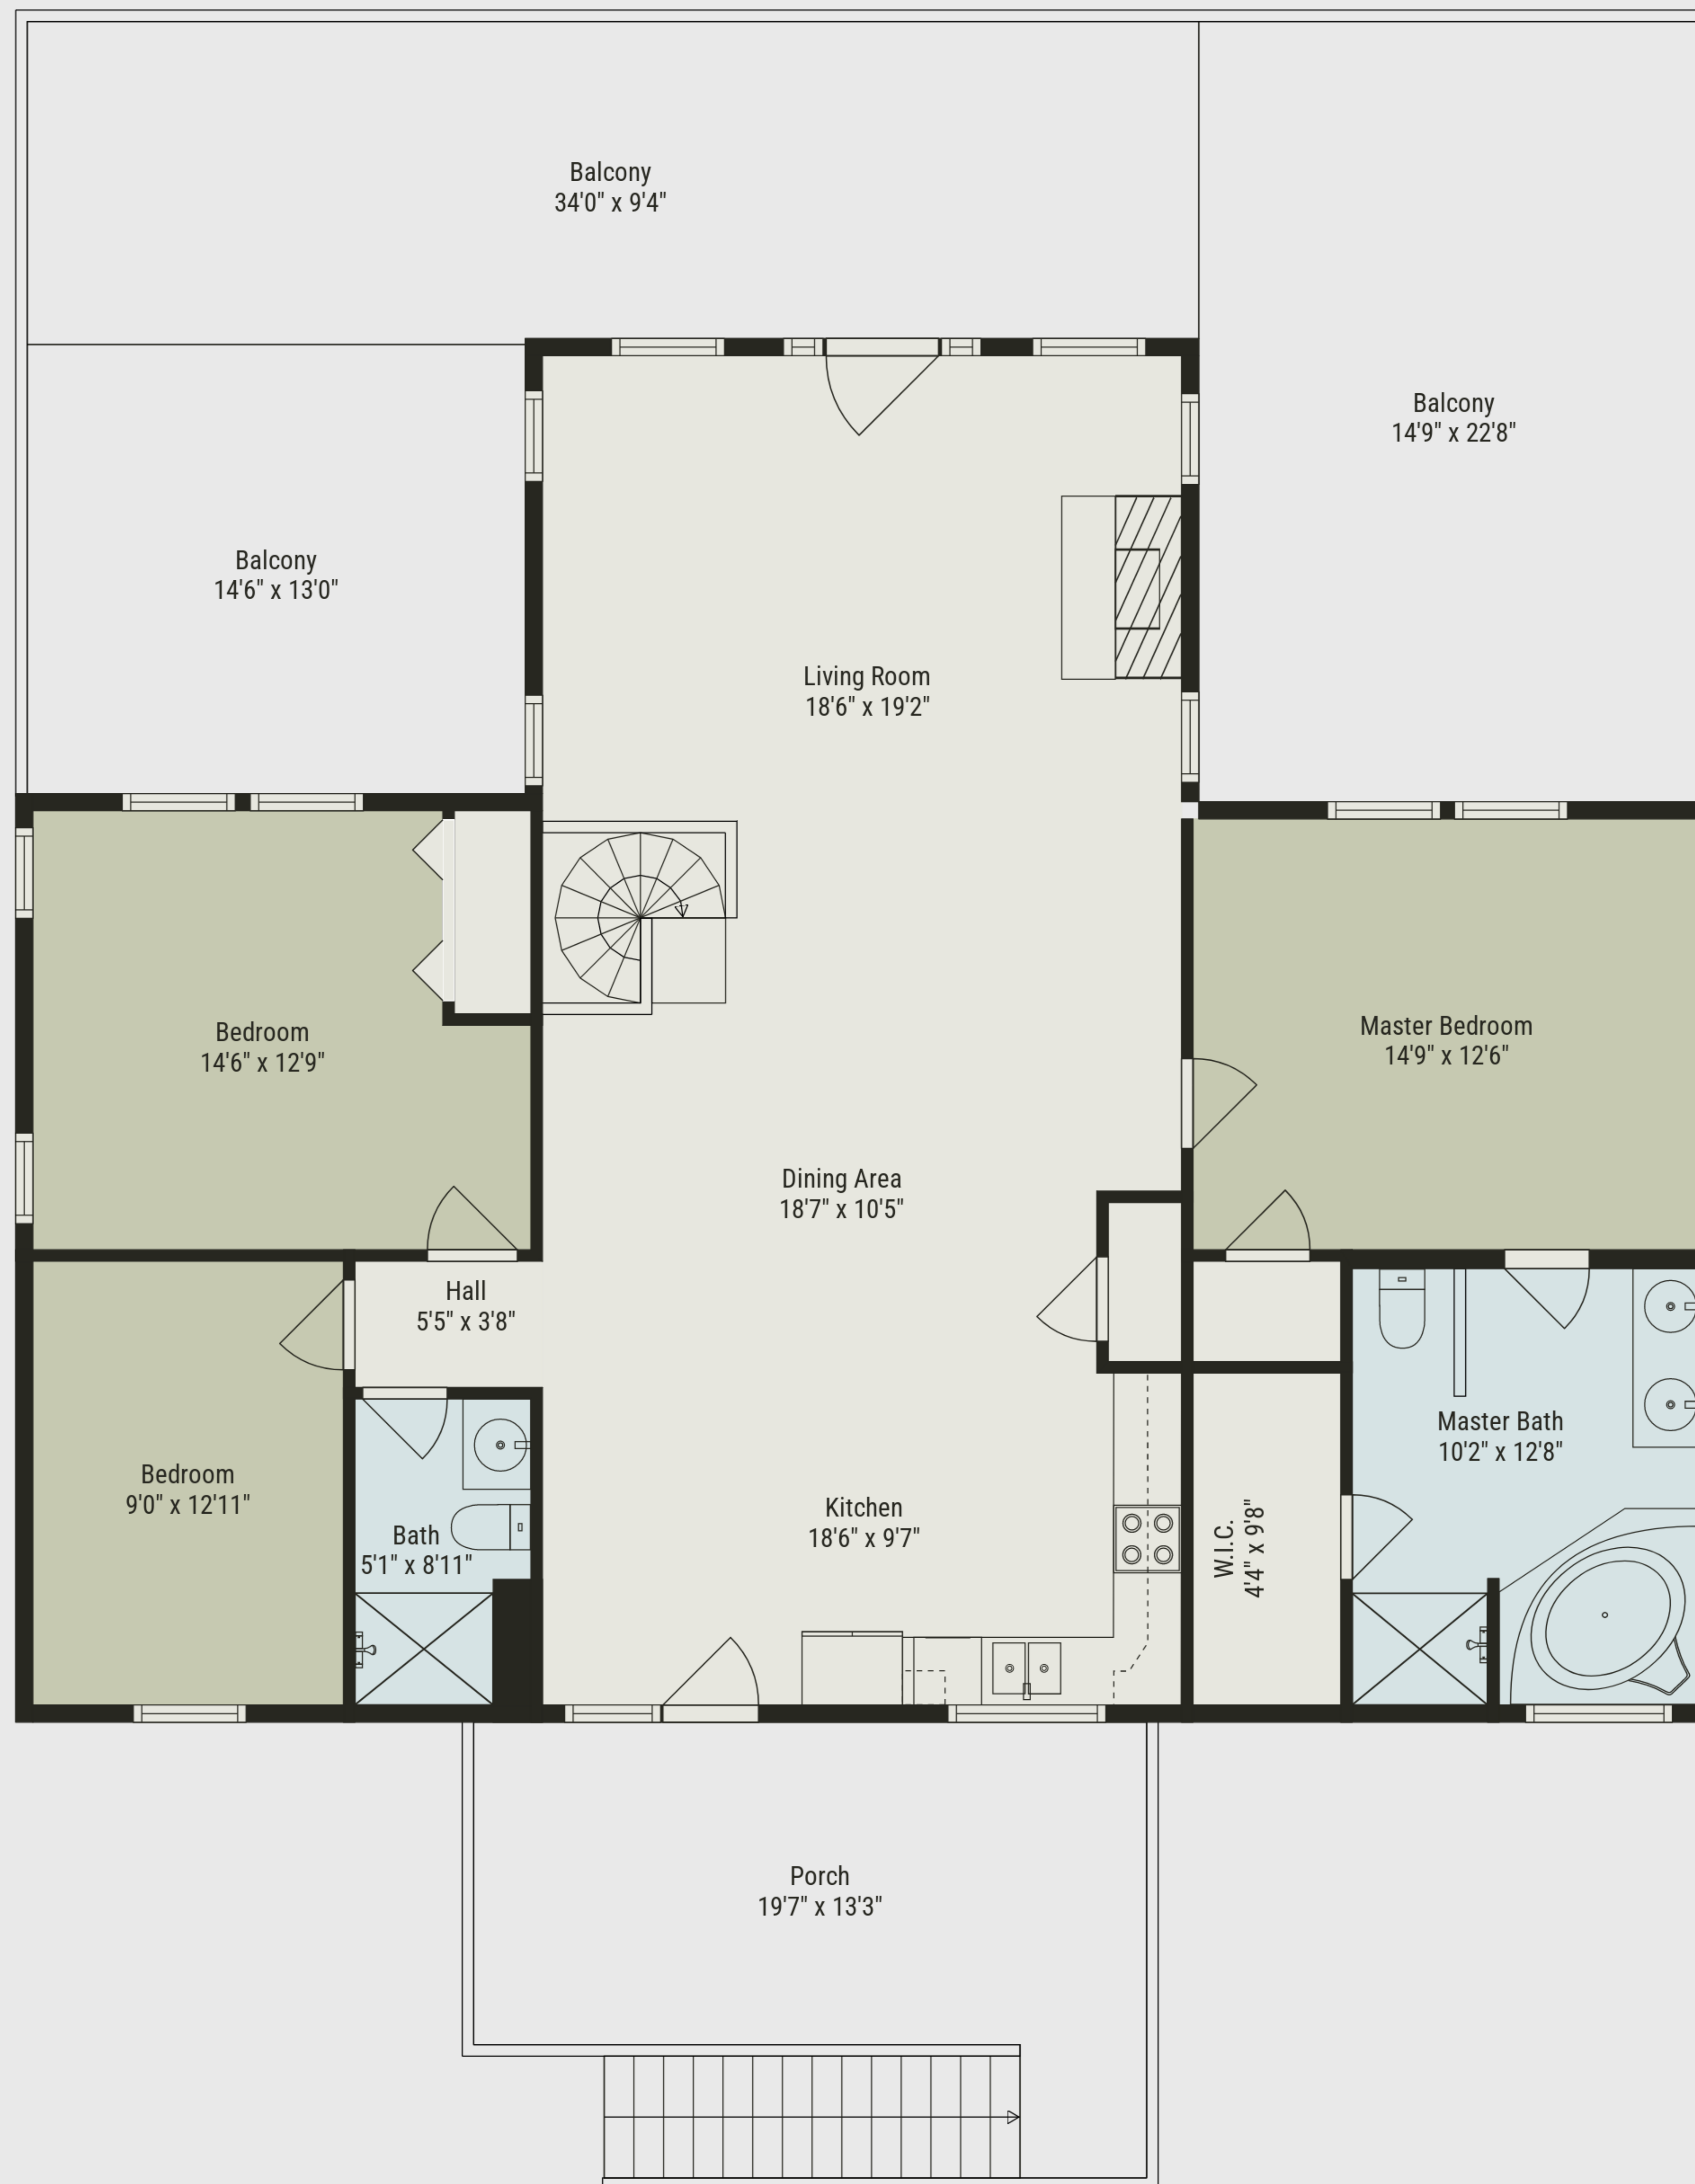 Balcony
34'0" x 9'4"
Balcony
14'9" x 22'8"
Balcony
14'6" x 13'0"
Living Room
18'6" x 19'2"
Bedroom
14'6" x 12'9"
Master Bedroom
14'9" x 12'6"
Dining Area
18'7" x 10'5"
Hall
5'5" x 3'8"
Master Bath
10'2" x 12'8"
Bedroom
9'0" x 12'11"
Kitchen
18'6" x 9'7"
Bath
5'1" x 8'11"
W.I.C.
4'4" x 9'8"
Porch
19'7" x 13'3"